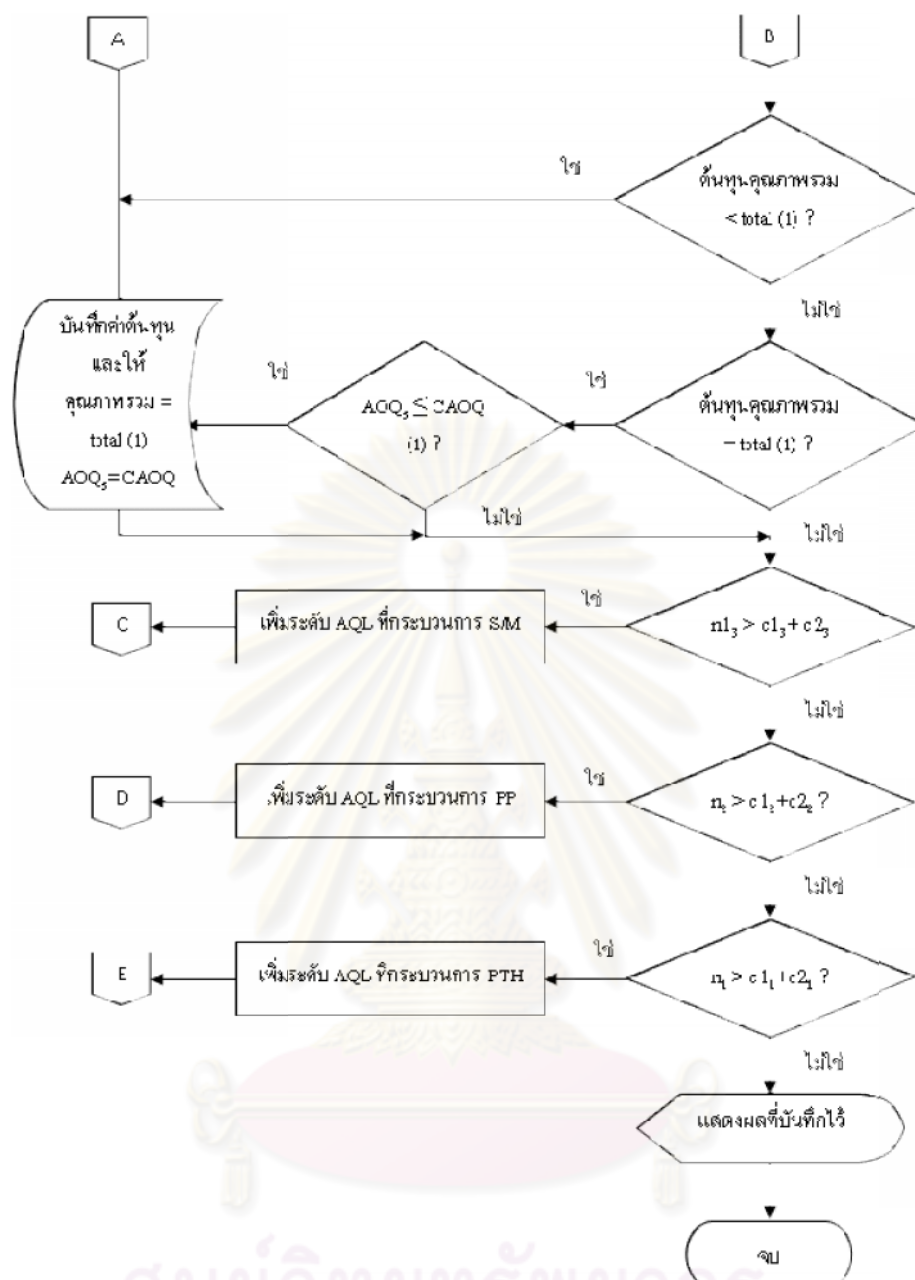 A
B
ใช่
ต้นทุนคุณภาพรวม
< total (1) ?
ไม่ใช่
บันทึกค่าต้นทุน
และให้
คุณภาพรวม =
total (1)
AOQ₅=CAOQ
ใช่
AOQ₅ ≤ CAOQ
(1) ?
ใช่
ต้นทุนคุณภาพรวม
= total (1) ?
ไม่ใช่
ไม่ใช่
C
เพิ่มระดับ AQL ที่กระบวนการ S/M
ใช่
n1₃ > c1₃ + c2₃
ไม่ใช่
D
เพิ่มระดับ AQL ที่กระบวนการ PP
ใช่
n₂ > c1₂+c2₂ ?
ไม่ใช่
E
เพิ่มระดับ AQL ที่กระบวนการ PTH
ใช่
n₁ > c1₁+c2₁ ?
ไม่ใช่
แสดงผลที่บันทึกไว้
จบ